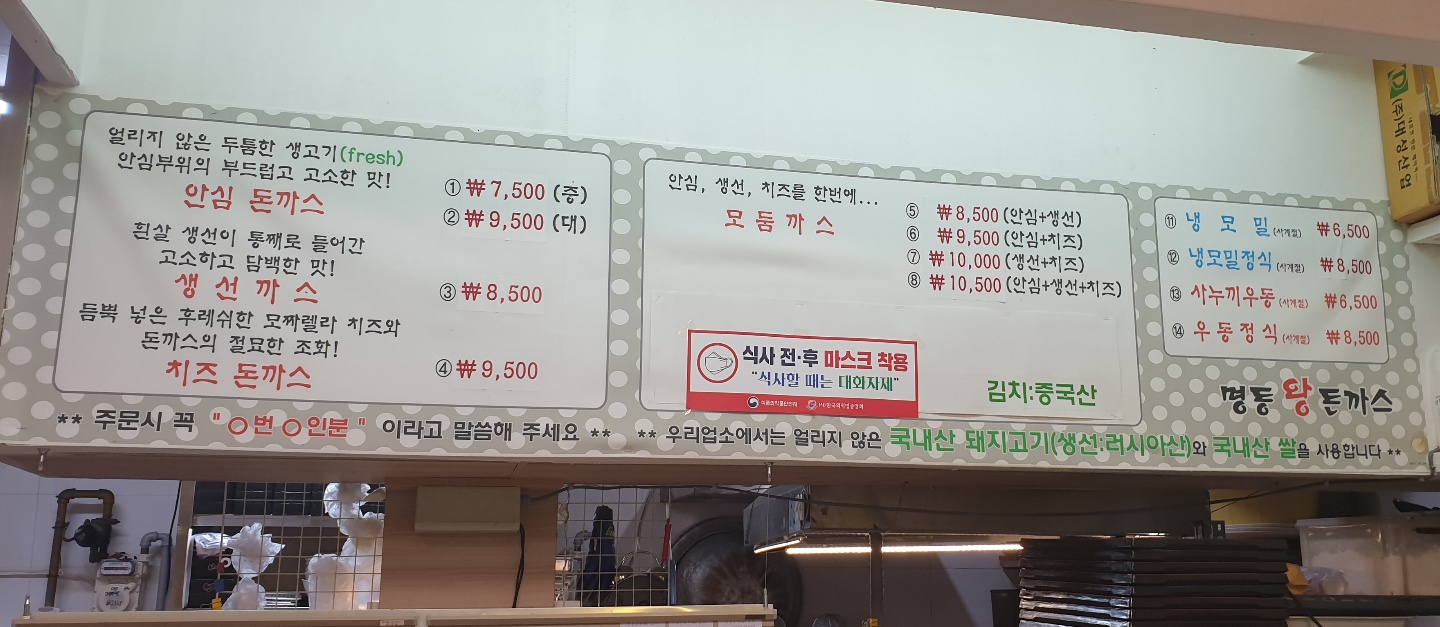 얼리지 않은 두툼한 생고기(fresh)
안심부위의 부드럽고 고소한 맛!
안심 돈까스
① ₩7,500 (중)
② ₩9,500 (대)
흰살 생선이 통째로 들어간
고소하고 담백한 맛!
생선까스
③ ₩8,500
듬뿍 넣은 후레쉬한 모짜렐라 치즈와
돈까스의 절묘한 조화!
치즈 돈까스
④ ₩9,500
안심, 생선, 치즈를 한번에...
모둠까스
⑤ ₩8,500 (안심+생선)
⑥ ₩9,500 (안심+치즈)
⑦ ₩10,000 (생선+치즈)
⑧ ₩10,500 (안심+생선+치즈)
식사 전·후 마스크 착용
"식사할 때는 대화자제"
식품의약품안전처
김치:중국산
⑪ 냉모밀 (사계절) ₩6,500
⑫ 냉모밀정식 (사계절) ₩8,500
⑬ 사누끼우동 (사계절) ₩6,500
⑭ 우동정식 (사계절) ₩8,500
명동 왕 돈까스
** 주문시 꼭 "○번 ○인분" 이라고 말씀해 주세요 **
** 우리업소에서는 얼리지 않은 국내산 돼지고기(생선:러시아산)와 국내산 쌀을 사용합니다 **
(주)대성산업